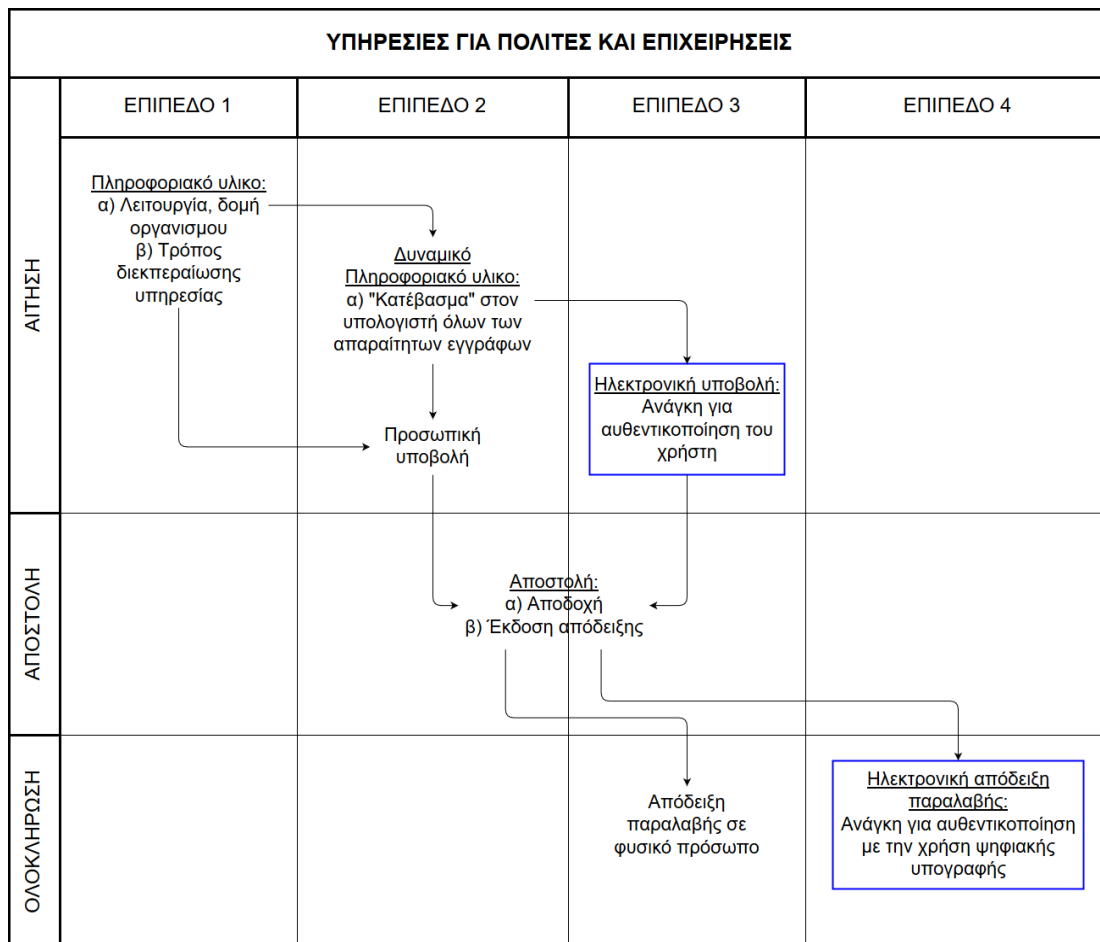 ΥΠΗΡΕΣΙΕΣ ΓΙΑ ΠΟΛΙΤΕΣ ΚΑΙ ΕΠΙΧΕΙΡΗΣΕΙΣ
ΕΠΙΠΕΔΟ 1
ΕΠΙΠΕΔΟ 2
ΕΠΙΠΕΔΟ 3
ΕΠΙΠΕΔΟ 4
ΑΙΤΗΣΗ
Πληροφοριακό υλικο:
α) Λειτουργία, δομή
οργανισμου
β) Τρόπος
διεκπεραίωσης
υπηρεσίας
Δυναμικό
Πληροφοριακό υλικο:
α) "Κατέβασμα" στον
υπολογιστή όλων των
απαραίτητων εγγράφων
Προσωπική
υποβολή
Ηλεκτρονική υποβολή:
Ανάγκη για
αυθεντικοποίηση του
χρήστη
ΑΠΟΣΤΟΛΗ
Αποστολή:
α) Αποδοχή
β) Έκδοση απόδειξης
ΟΛΟΚΛΗΡΩΣΗ
Απόδειξη
παραλαβής σε
φυσικό πρόσωπο
Ηλεκτρονική απόδειξη
παραλαβής:
Ανάγκη για αυθεντικοποίηση
με την χρήση ψηφιακής
υπογραφής